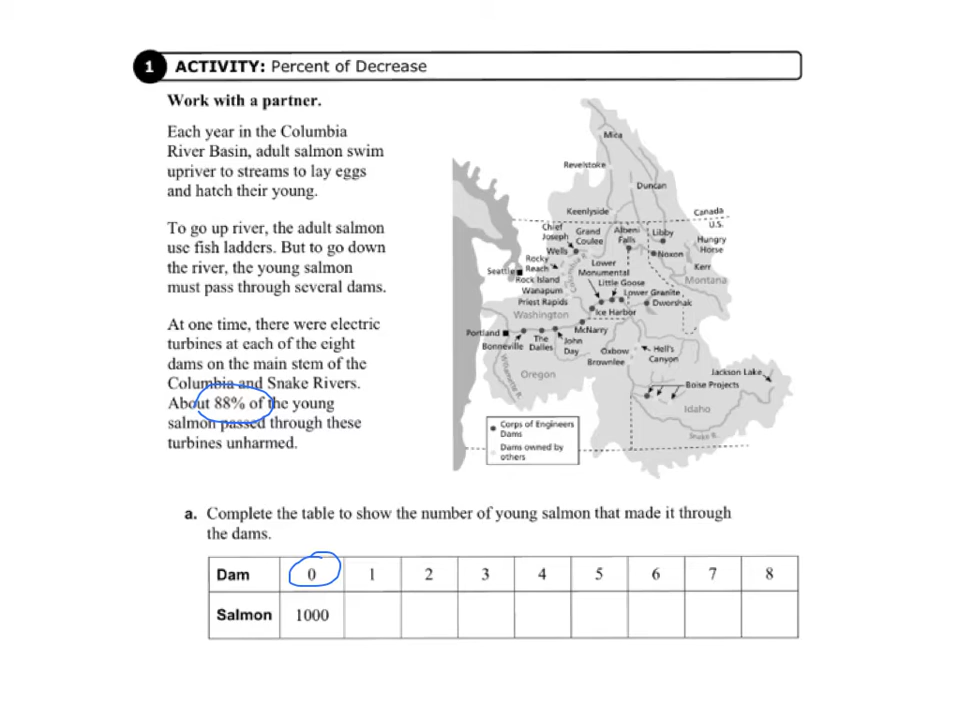 1 ACTIVITY: Percent of Decrease
Work with a partner.
Each year in the Columbia
River Basin, adult salmon swim
upriver to streams to lay eggs
and hatch their young.
To go up river, the adult salmon
use fish ladders. But to go down
the river, the young salmon
must pass through several dams.
At one time, there were electric
turbines at each of the eight
dams on the main stem of the
Columbia and Snake Rivers.
About 88% of the young
salmon passed through these
turbines unharmed.
Mica
Revelstoke
Duncan
Keenlyside
Canada
U.S.
Chief
Joseph
Grand
Coulee
Albeni
Falls
Libby
Hungry
Horse
Wells
Noxon
Rocky
Reach
Lower
Monumental
Kerr
Seattle
Rock Island
Little Goose
Montana
Wanapum
Lower Granite
Priest Rapids
Dworshak
Washington
Ice Harbor
Portland
McNarry
Bonneville
The
Dalles
John
Day
Oxbow
Hell's
Canyon
Brownlee
Willamette R.
Oregon
Jackson Lake
Boise Projects
Idaho
Snake R.
Corps of Engineers
Dams
Dams owned by
others
a. Complete the table to show the number of young salmon that made it through
the dams.
Dam 0 1 2 3 4 5 6 7 8
Salmon 1000